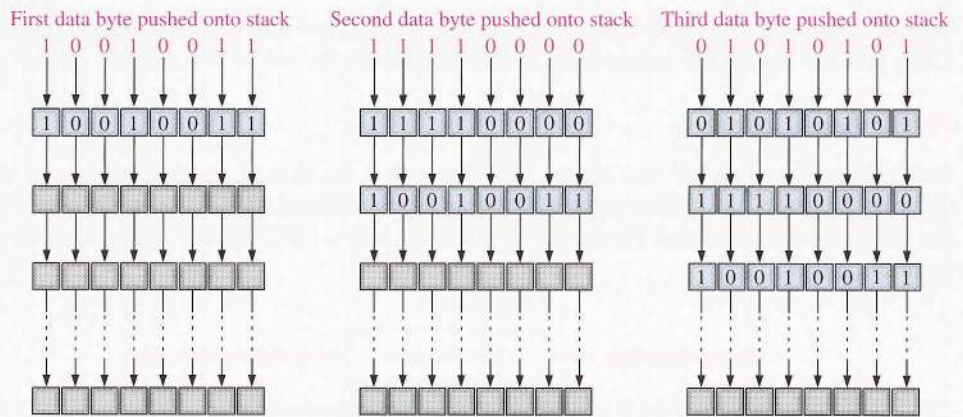 First data byte pushed onto stack
1 0 0 1 0 0 1 1
1 0 0 1 0 0 1 1
Second data byte pushed onto stack
1 1 1 1 0 0 0 0
1 1 1 1 0 0 0 0
1 0 0 1 0 0 1 1
Third data byte pushed onto stack
0 1 0 1 0 1 0 1
0 1 0 1 0 1 0 1
1 1 1 1 0 0 0 0
1 0 0 1 0 0 1 1